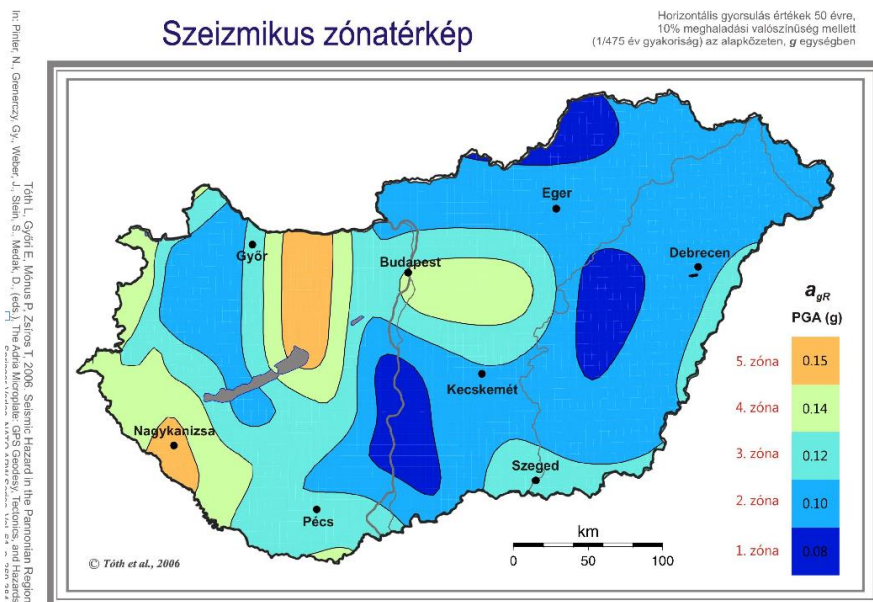 Szeizmikus zónatérkép
Horizontális gyorsulás értékek 50 évre,
10% meghaladási valószínűség mellett
(1/475 év gyakoriság) az alapkőzeten, g egységben
Tóth L., Győri E., Mónus P., Zsíros T., 2006. Seismic Hazard in the Pannonian Region
In: Pinter, N., Grenerczy, Gy., Weber, J., Stein, S., Medak, D., (eds.), The Adria Microplate: GPS Geodesy, Tectonics, and Hazards
Eger
Győr
Budapest
Debrecen
Kecskemét
Nagykanizsa
Szeged
Pécs
agR
PGA (g)
5. zóna 0.15
4. zóna 0.14
3. zóna 0.12
2. zóna 0.10
1. zóna 0.08
km
0 50 100
© Tóth et al., 2006